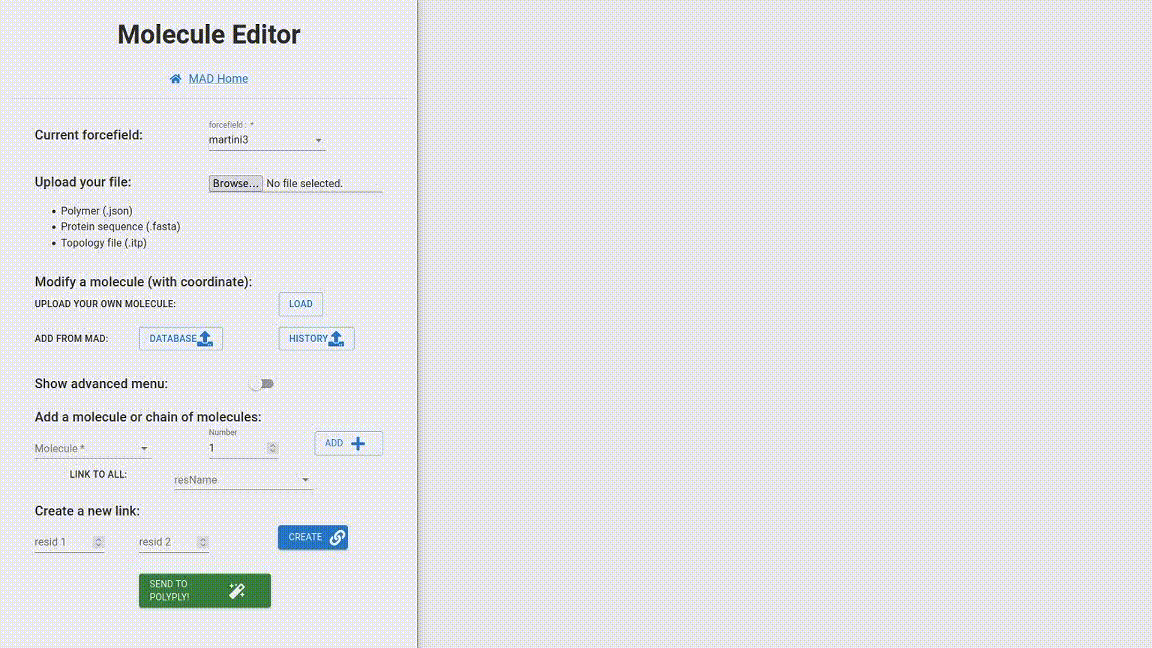 Molecule Editor
MAD Home
forcefield : *
Current forcefield: martini3
Upload your file: Browse... No file selected.
• Polymer (.json)
• Protein sequence (.fasta)
• Topology file (.itp)
Modify a molecule (with coordinate):
UPLOAD YOUR OWN MOLECULE: LOAD
ADD FROM MAD: DATABASE HISTORY
Show advanced menu:
Add a molecule or chain of molecules:
Number
Molecule * 1 ADD
LINK TO ALL: resName
Create a new link:
resid 1 resid 2 CREATE
SEND TO
POLYPLY!